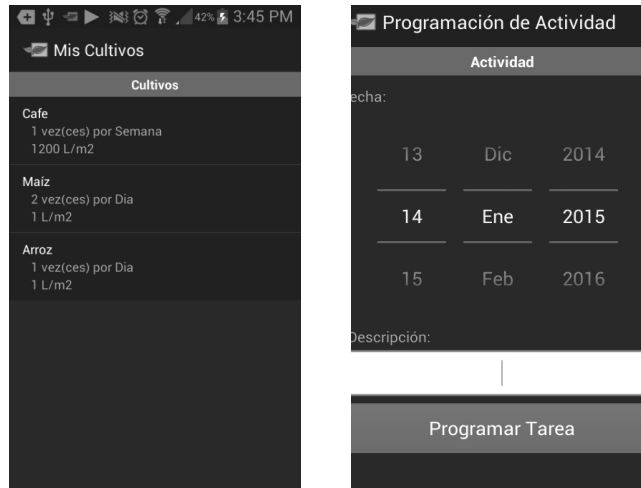 42% 3:45 PM
Mis Cultivos
Cultivos
Cafe
1 vez(ces) por Semana
1200 L/m2
Maíz
2 vez(ces) por Dia
1 L/m2
Arroz
1 vez(ces) por Dia
1 L/m2
Programación de Actividad
Actividad
echa:
13 Dic 2014
14 Ene 2015
15 Feb 2016
Descripción:
Programar Tarea